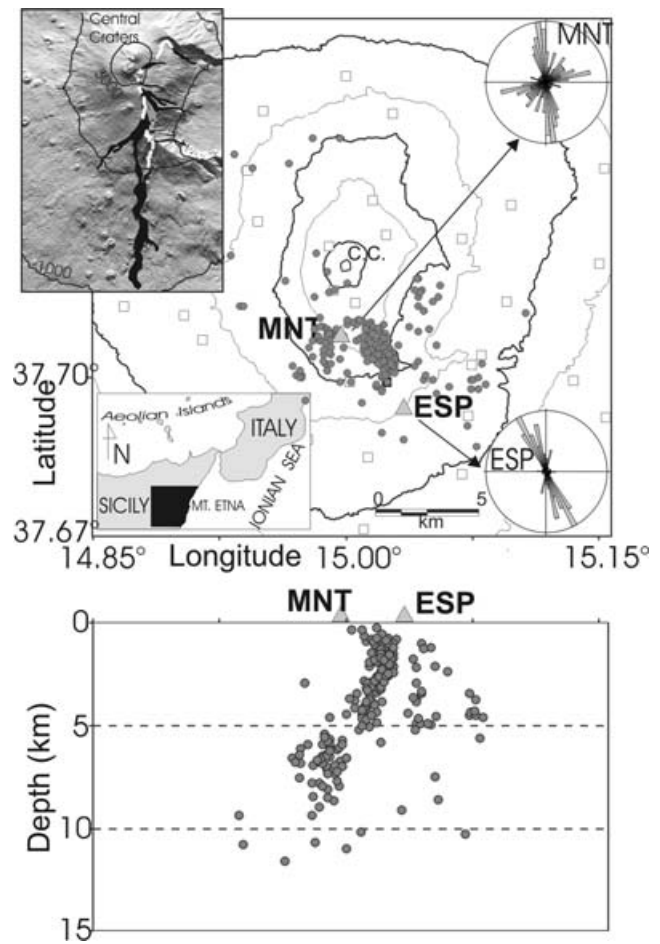 Central
Craters
MNT
C.C.
MNT
37.70°
ESP
Latitude
Aeolian Islands
N
ITALY
SICILY
MT. ETNA
IONIAN SEA
ESP
0 5
km
1000
37.67°
14.85° Longitude 15.00° 15.15°
MNT ESP
0
5
10
15
Depth (km)